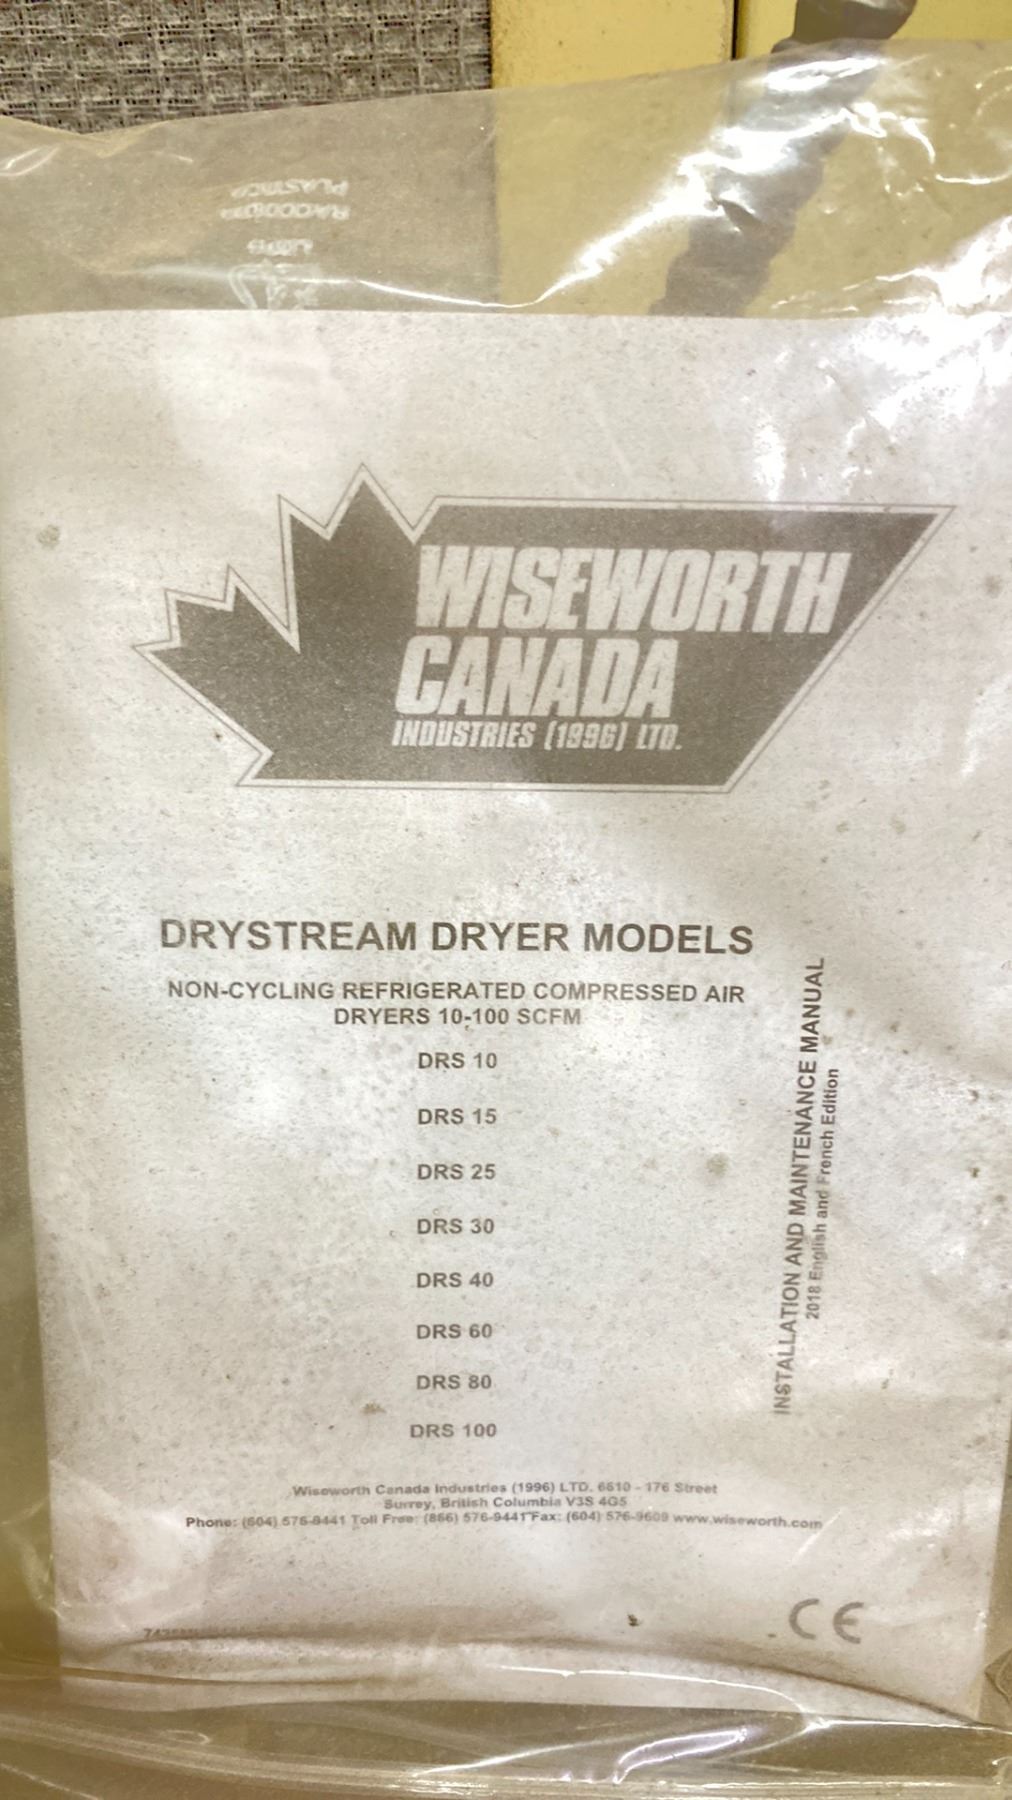 PLASTICA
RACCOLTA
WISEWORTH
CANADA
INDUSTRIES (1996) LTD.
DRYSTREAM DRYER MODELS
NON-CYCLING REFRIGERATED COMPRESSED AIR
DRYERS 10-100 SCFM
DRS 10
DRS 15
DRS 25
DRS 30
DRS 40
DRS 60
DRS 80
DRS 100
INSTALLATION AND MAINTENANCE MANUAL
2018 English and French Edition
Wiseworth Canada Industries (1996) LTD. 6610 - 176 Street
Surrey, British Columbia V3S 4G5
Phone: (604) 576-9441 Toll Free: (866) 576-9441 Fax: (604) 576-9609 www.wiseworth.com
CE